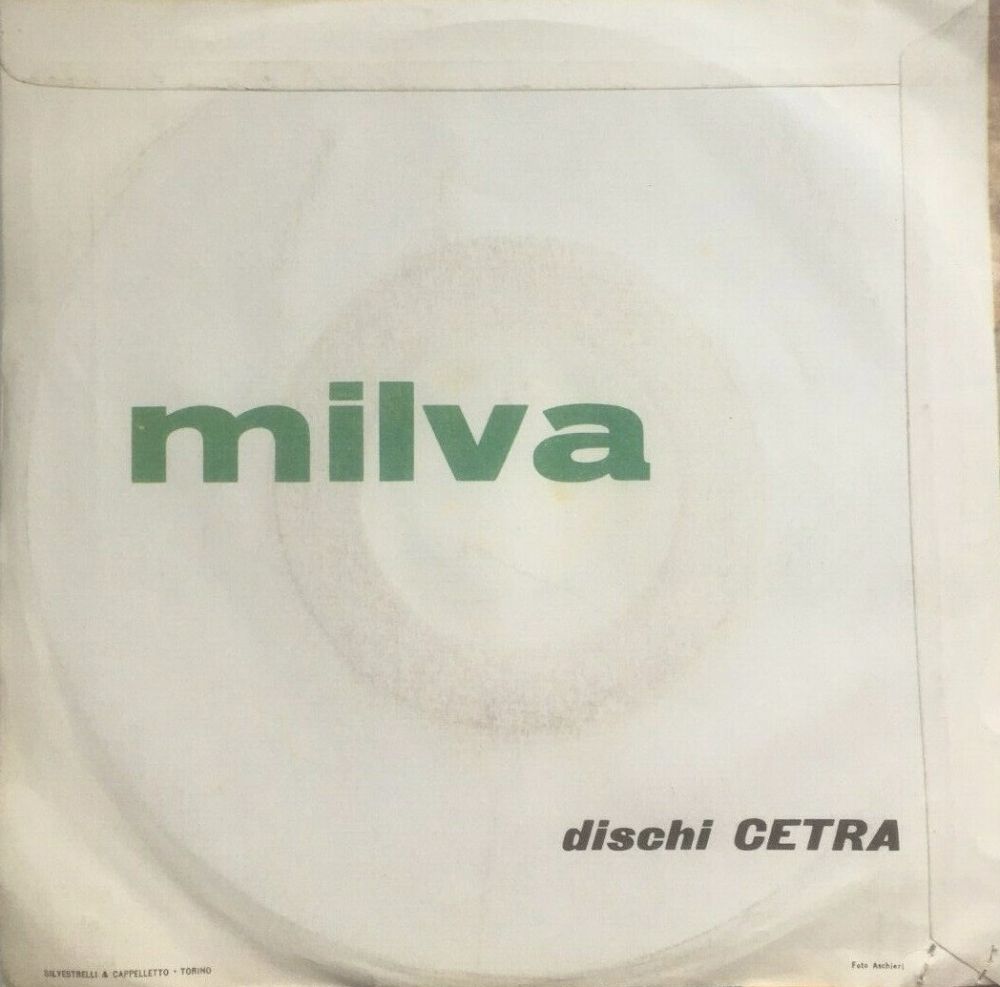 milva
dischi CETRA
SILVESTRELLI & CAPPELLETTO - TORINO
Foto Aschieri